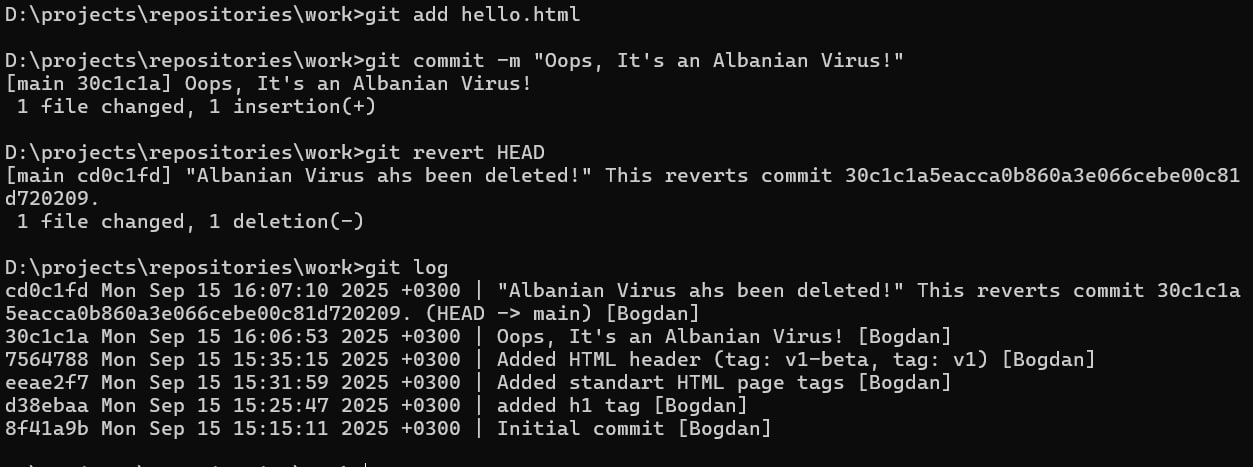 D:\projects\repositories\work>git add hello.html
D:\projects\repositories\work>git commit -m "Oops, It's an Albanian Virus!"
[main 30c1c1a] Oops, It's an Albanian Virus!
 1 file changed, 1 insertion(+)
D:\projects\repositories\work>git revert HEAD
[main cd0c1fd] "Albanian Virus ahs been deleted!" This reverts commit 30c1c1a5eacca0b860a3e066cebe00c81
d720209.
 1 file changed, 1 deletion(-)
D:\projects\repositories\work>git log
cd0c1fd Mon Sep 15 16:07:10 2025 +0300 | "Albanian Virus ahs been deleted!" This reverts commit 30c1c1a
5eacca0b860a3e066cebe00c81d720209. (HEAD -> main) [Bogdan]
30c1c1a Mon Sep 15 16:06:53 2025 +0300 | Oops, It's an Albanian Virus! [Bogdan]
7564788 Mon Sep 15 15:35:15 2025 +0300 | Added HTML header (tag: v1-beta, tag: v1) [Bogdan]
eeae2f7 Mon Sep 15 15:31:59 2025 +0300 | Added standart HTML page tags [Bogdan]
d38ebaa Mon Sep 15 15:25:47 2025 +0300 | added h1 tag [Bogdan]
8f41a9b Mon Sep 15 15:15:11 2025 +0300 | Initial commit [Bogdan]